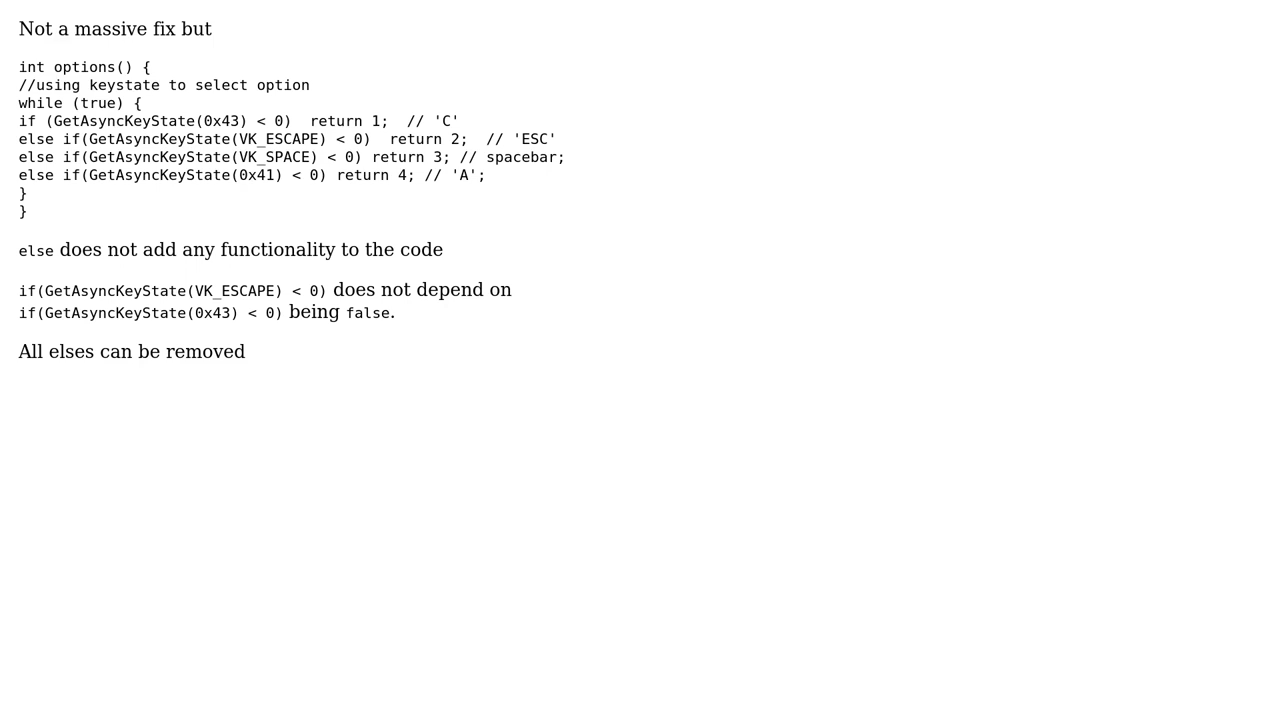 Not a massive fix but
int options() {
//using keystate to select option
while (true) {
if (GetAsyncKeyState(0x43) < 0)  return 1;  // 'C'
else if(GetAsyncKeyState(VK_ESCAPE) < 0)  return 2;  // 'ESC'
else if(GetAsyncKeyState(VK_SPACE) < 0) return 3; // spacebar;
else if(GetAsyncKeyState(0x41) < 0) return 4; // 'A';
}
}
else does not add any functionality to the code
if(GetAsyncKeyState(VK_ESCAPE) < 0) does not depend on
if(GetAsyncKeyState(0x43) < 0) being false.
All elses can be removed